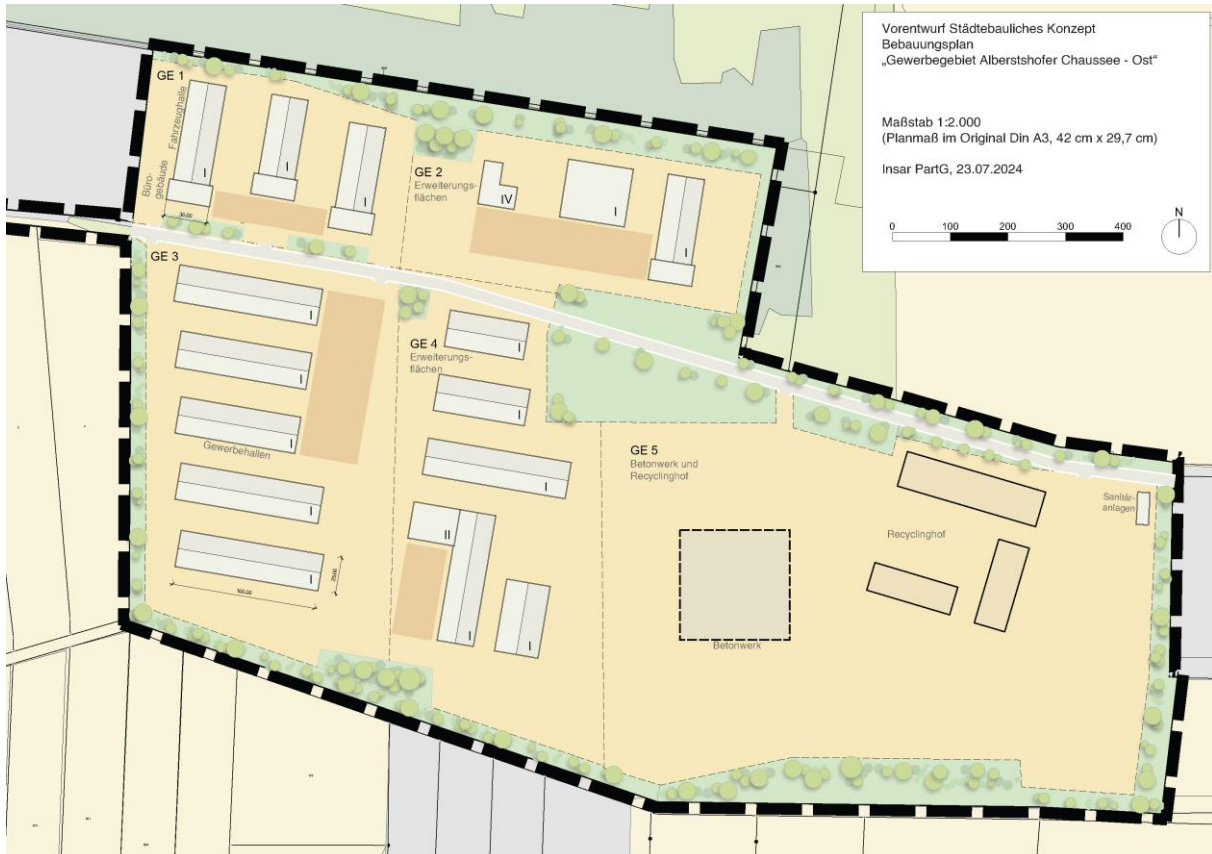 Vorentwurf Städtebauliches Konzept
Bebauungsplan
„Gewerbegebiet Alberstshofer Chaussee - Ost"
Maßstab 1:2.000
(Planmaß im Original Din A3, 42 cm x 29,7 cm)
Insar PartG, 23.07.2024
N
0 100 200 300 400
GE 1
Büro-
gebäude
Fahrzeughalle
I
I
I
30.00
GE 2
Erweiterungs-
flächen
IV
I
I
GE 3
I
I
I
Gewerbehallen
I
I
100.00
GE 4
Erweiterungs-
flächen
I
I
I
II
I
I
GE 5
Betonwerk und
Recyclinghof
Betonwerk
Recyclinghof
Sanitär-
anlagen